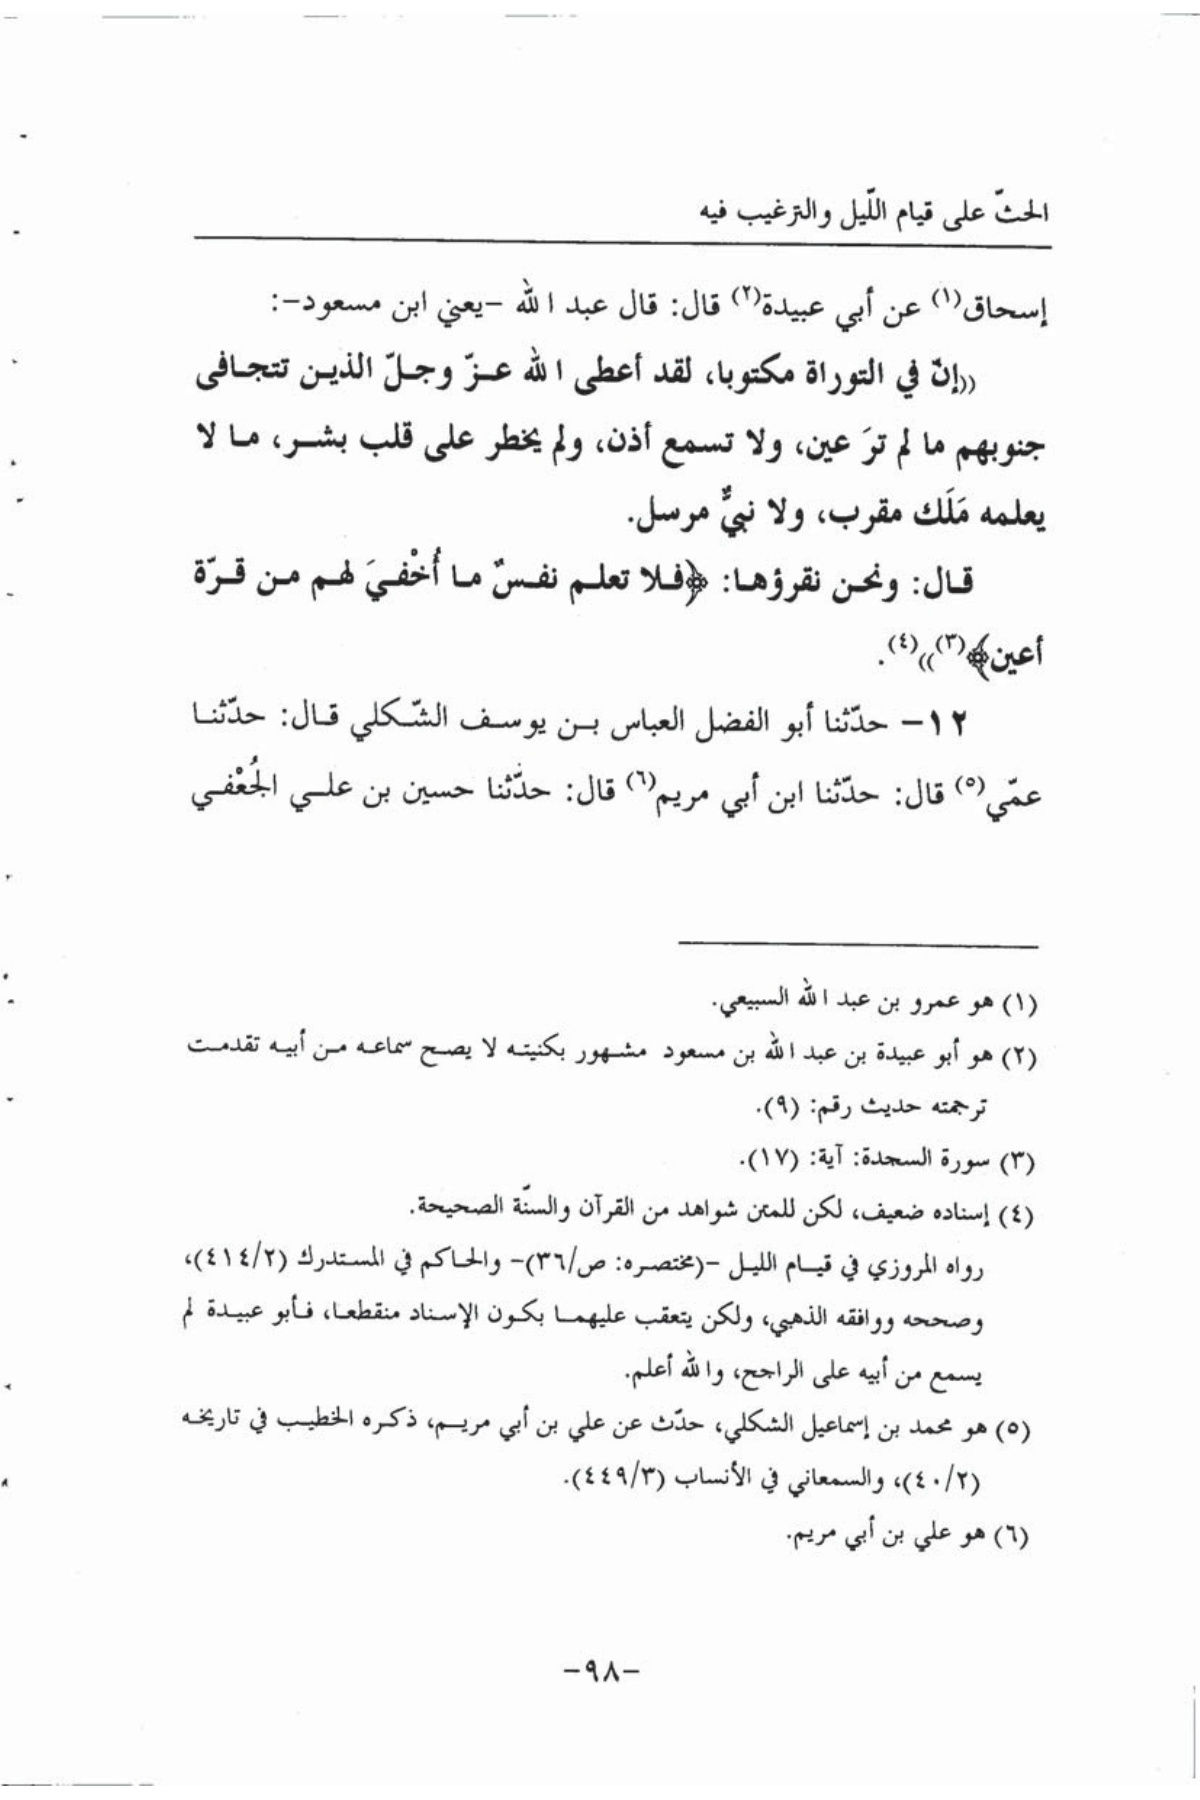 الحثّ على قيام اللّيل والترغيب فيه
إسحاق(١) عن أبي عبيدة(٢) قال: قال عبد الله –يعني ابن مسعود–:
((إنّ في التوراة مكتوبا، لقد أعطى الله عزّ وجلّ الذين تتجافى
جنوبهم ما لم ترَ عين، ولا تسمع أذن، ولم يخطر على قلب بشر، ما لا
يعلمه مَلَك مقرب، ولا نبيٌّ مرسل.
قال: ونحن نقرؤها: ﴿فلا تعلم نفسٌ ما أُخْفيَ لهم من قرّة
أعين﴾(٣)))(٤).
١٢– حدّثنا أبو الفضل العباس بن يوسف الشّكلي قال: حدّثنا
عمّي(٥) قال: حدّثنا ابن أبي مريم(٦) قال: حدّثنا حسين بن علي الجُعْفي
(١) هو عمرو بن عبد الله السبيعي.
(٢) هو أبو عبيدة بن عبد الله بن مسعود مشهور بكنيته لا يصح سماعه من أبيه تقدمت
ترجمته حديث رقم: (٩).
(٣) سورة السجدة: آية: (١٧).
(٤) إسناده ضعيف، لكن للمتن شواهد من القرآن والسنّة الصحيحة.
رواه المروزي في قيام الليل –(مختصره: ص/٣٦)– والحاكم في المستدرك (٤١٤/٢)،
وصححه ووافقه الذهبي، ولكن يتعقب عليهما بكون الإسناد منقطعا، فأبو عبيدة لم
يسمع من أبيه على الراجح، والله أعلم.
(٥) هو محمد بن إسماعيل الشكلي، حدّث عن علي بن أبي مريم، ذكره الخطيب في تاريخه
(٤٠/٢)، والسمعاني في الأنساب (٤٤٩/٣).
(٦) هو علي بن أبي مريم.
–٩٨–